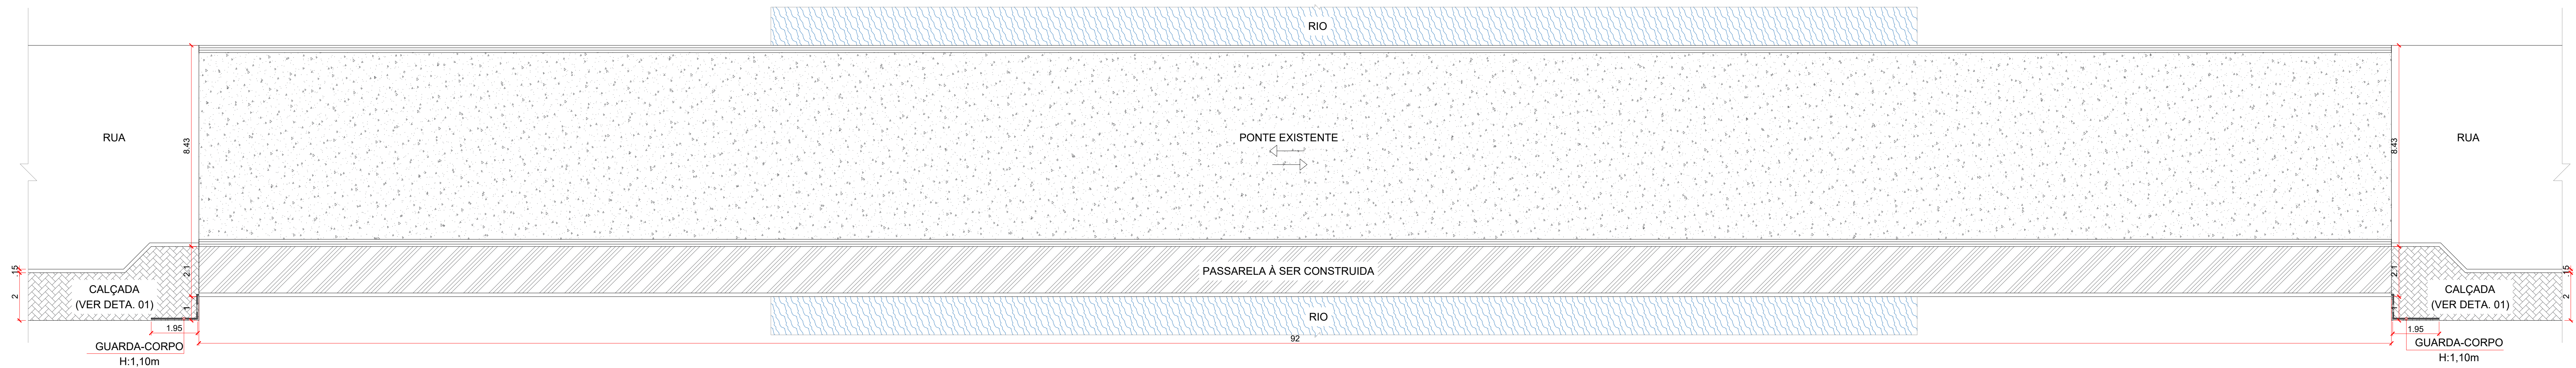 RIO
RUA
8.43
PONTE EXISTENTE
8.43
RUA
.15
2
CALÇADA
(VER DETA. 01)
2.1
1
PASSARELA À SER CONSTRUIDA
2.1
1
CALÇADA
(VER DETA. 01)
.15
2
RIO
1.95
1.95
92
GUARDA-CORPO
H:1,10m
GUARDA-CORPO
H:1,10m